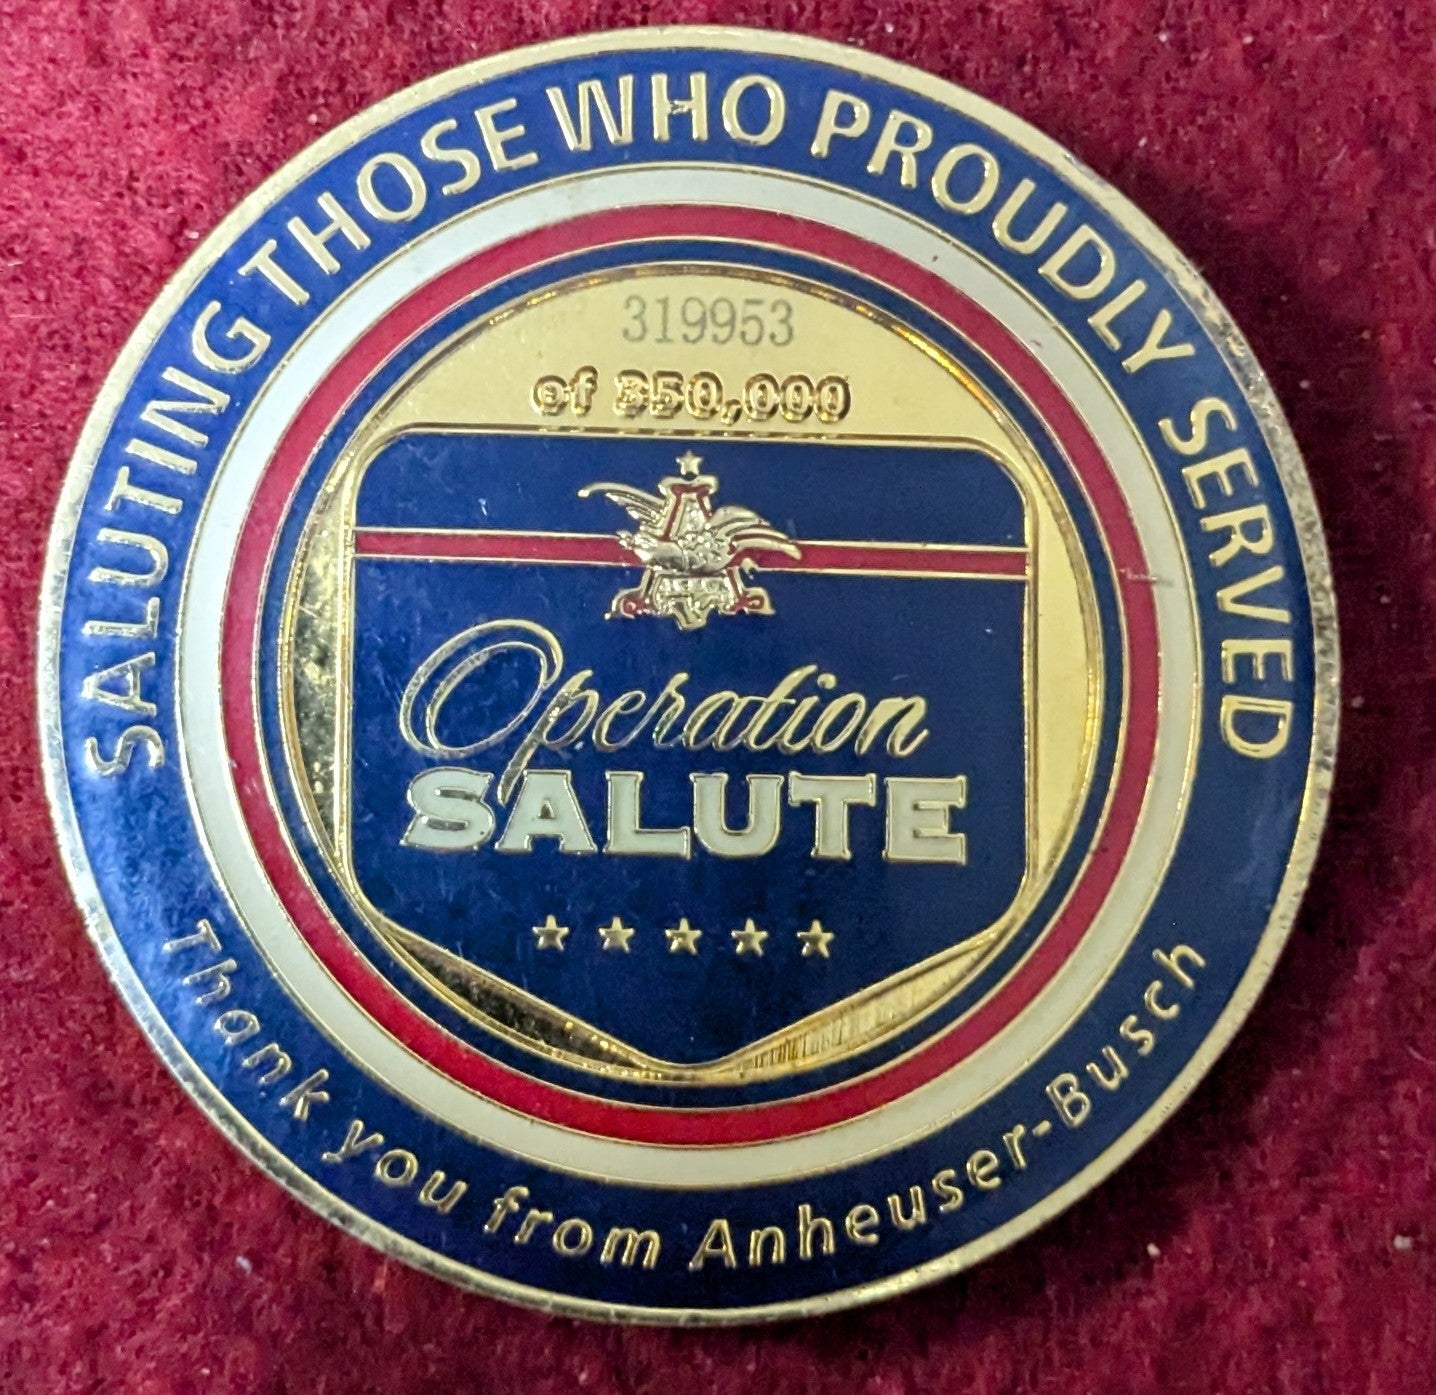 SALUTING THOSE WHO PROUDLY SERVED
319953
of 350,000
Operation
SALUTE
Thank you from Anheuser-Busch